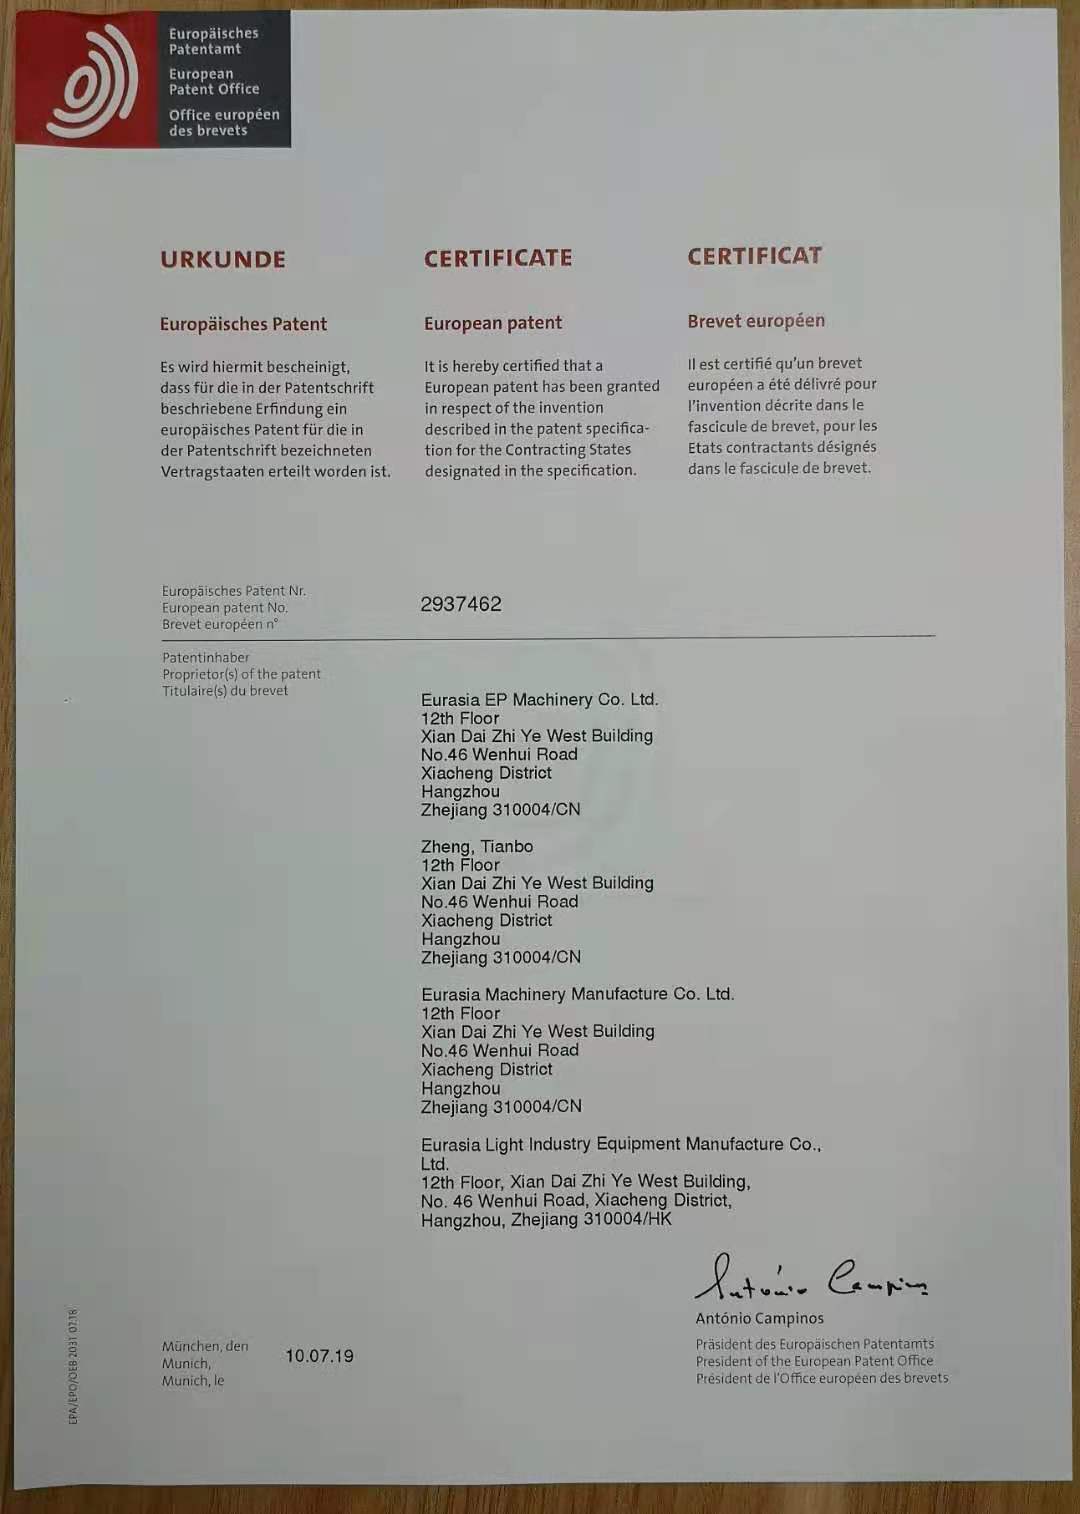 Europäisches
Patentamt
European
Patent Office
Office européen
des brevets
URKUNDE
Europäisches Patent
Es wird hiermit bescheinigt,
dass für die in der Patentschrift
beschriebene Erfindung ein
europäisches Patent für die in
der Patentschrift bezeichneten
Vertragstaaten erteilt worden ist.
CERTIFICATE
European patent
It is hereby certified that a
European patent has been granted
in respect of the invention
described in the patent specifica-
tion for the Contracting States
designated in the specification.
CERTIFICAT
Brevet européen
Il est certifié qu'un brevet
européen a été délivré pour
l'invention décrite dans le
fascicule de brevet, pour les
Etats contractants désignés
dans le fascicule de brevet.
Europäisches Patent Nr.
European patent No.
Brevet européen n°
2937462
Patentinhaber
Proprietor(s) of the patent
Titulaire(s) du brevet
Eurasia EP Machinery Co. Ltd.
12th Floor
Xian Dai Zhi Ye West Building
No.46 Wenhui Road
Xiacheng District
Hangzhou
Zhejiang 310004/CN
Zheng, Tianbo
12th Floor
Xian Dai Zhi Ye West Building
No.46 Wenhui Road
Xiacheng District
Hangzhou
Zhejiang 310004/CN
Eurasia Machinery Manufacture Co. Ltd.
12th Floor
Xian Dai Zhi Ye West Building
No.46 Wenhui Road
Xiacheng District
Hangzhou
Zhejiang 310004/CN
Eurasia Light Industry Equipment Manufacture Co.,
Ltd.
12th Floor, Xian Dai Zhi Ye West Building,
No. 46 Wenhui Road, Xiacheng District,
Hangzhou, Zhejiang 310004/HK
António Campinos
António Campinos
Präsident des Europäischen Patentamts
President of the European Patent Office
Président de l'Office européen des brevets
München, den
Munich,
Munich, le
10.07.19
EPA/EPO/OEB 2031 07.18